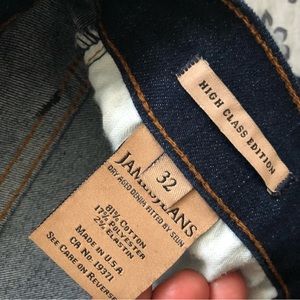 HIGH CLASS EDITION
32
JAMES JEANS
DRY AGED DENIM FITTED BY SEUN
81% COTTON
17% POLYESTER
2% ELASTIN
MADE IN U.S.A.
CA NO. 19371
SEE CARE ON REVERSE